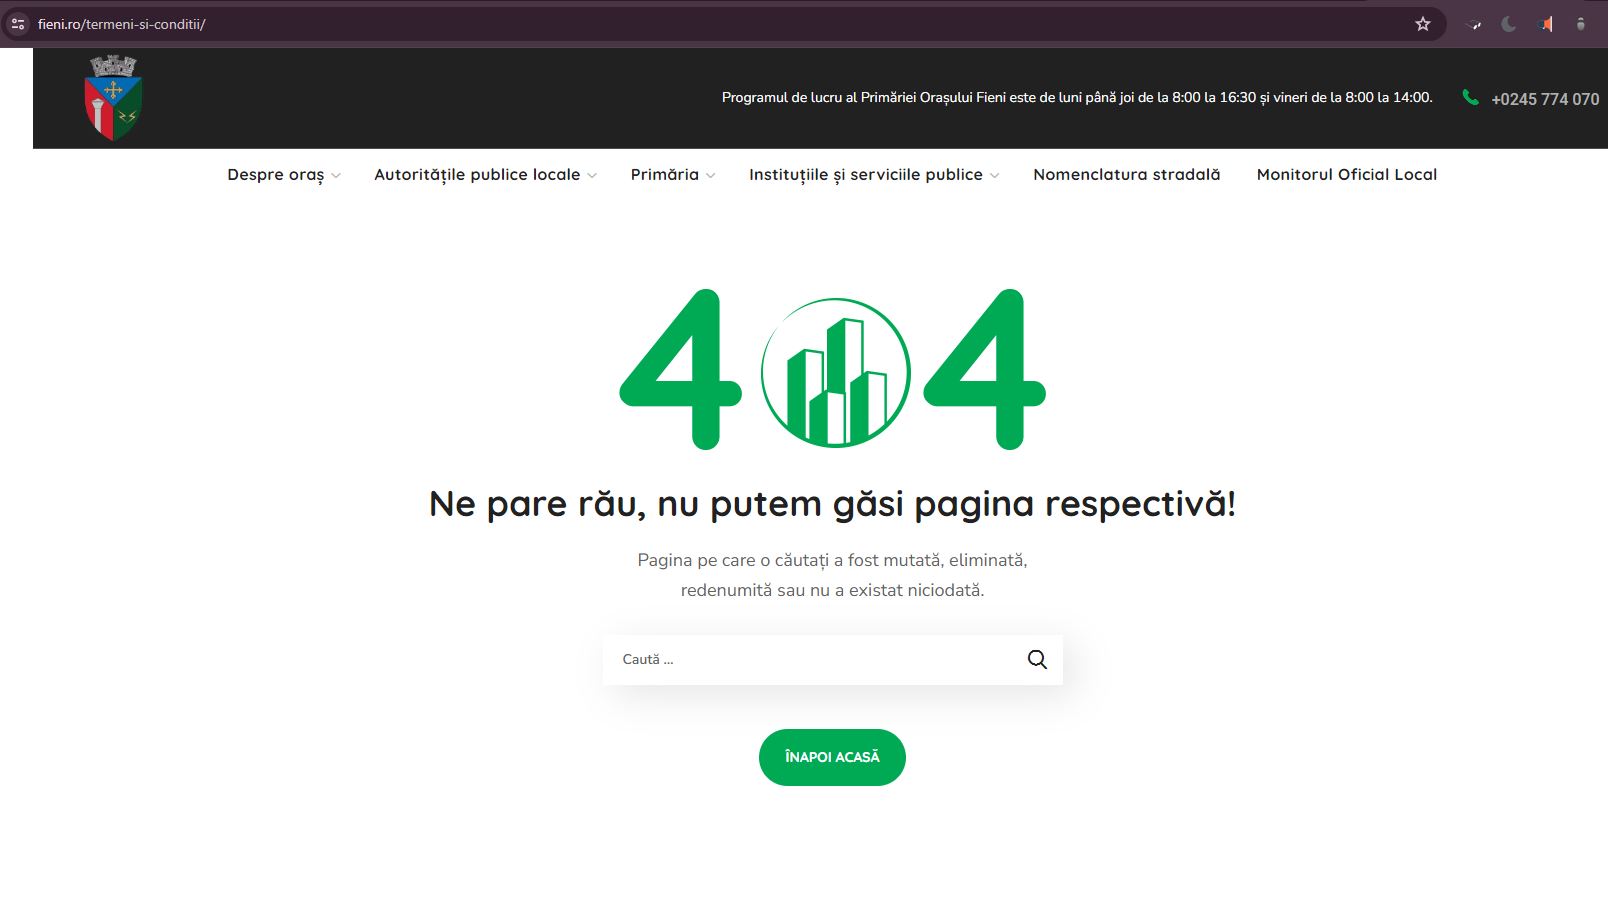 fieni.ro/termeni-si-conditii/
Programul de lucru al Primăriei Orașului Fieni este de luni până joi de la 8:00 la 16:30 și vineri de la 8:00 la 14:00.
+0245 774 070
Despre oraș
Autoritățile publice locale
Primăria
Instituțiile și serviciile publice
Nomenclatura stradală
Monitorul Oficial Local
4 4
Ne pare rău, nu putem găsi pagina respectivă!
Pagina pe care o căutați a fost mutată, eliminată,
redenumită sau nu a existat niciodată.
Caută ...
ÎNAPOI ACASĂ